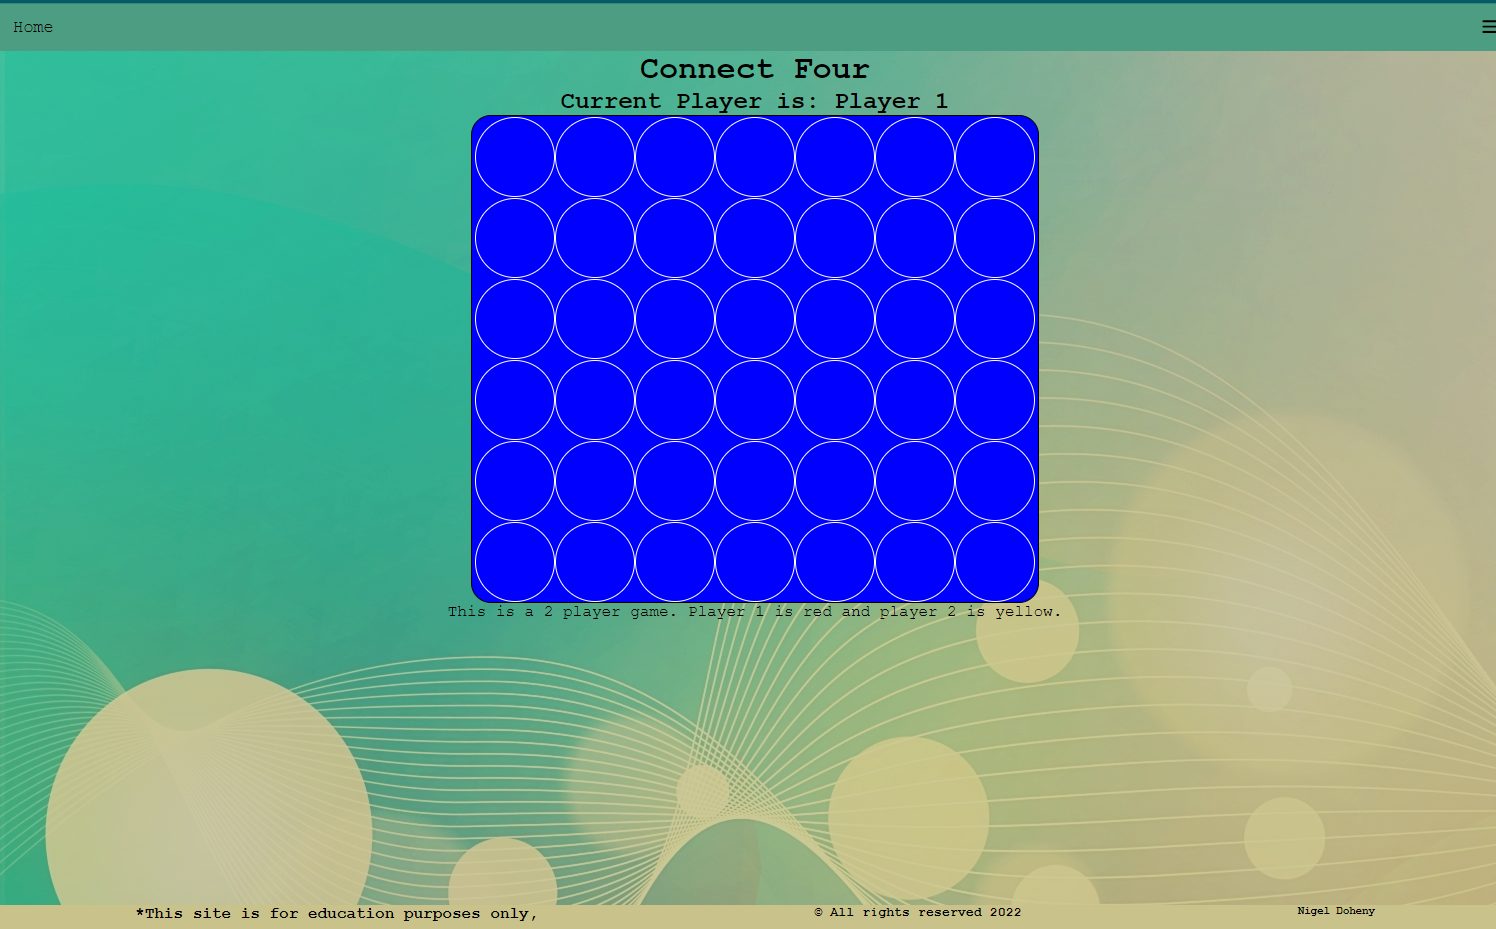 Home
Connect Four
Current Player is: Player 1
This is a 2 player game. Player 1 is red and player 2 is yellow.
*This site is for education purposes only,
© All rights reserved 2022
Nigel Doheny